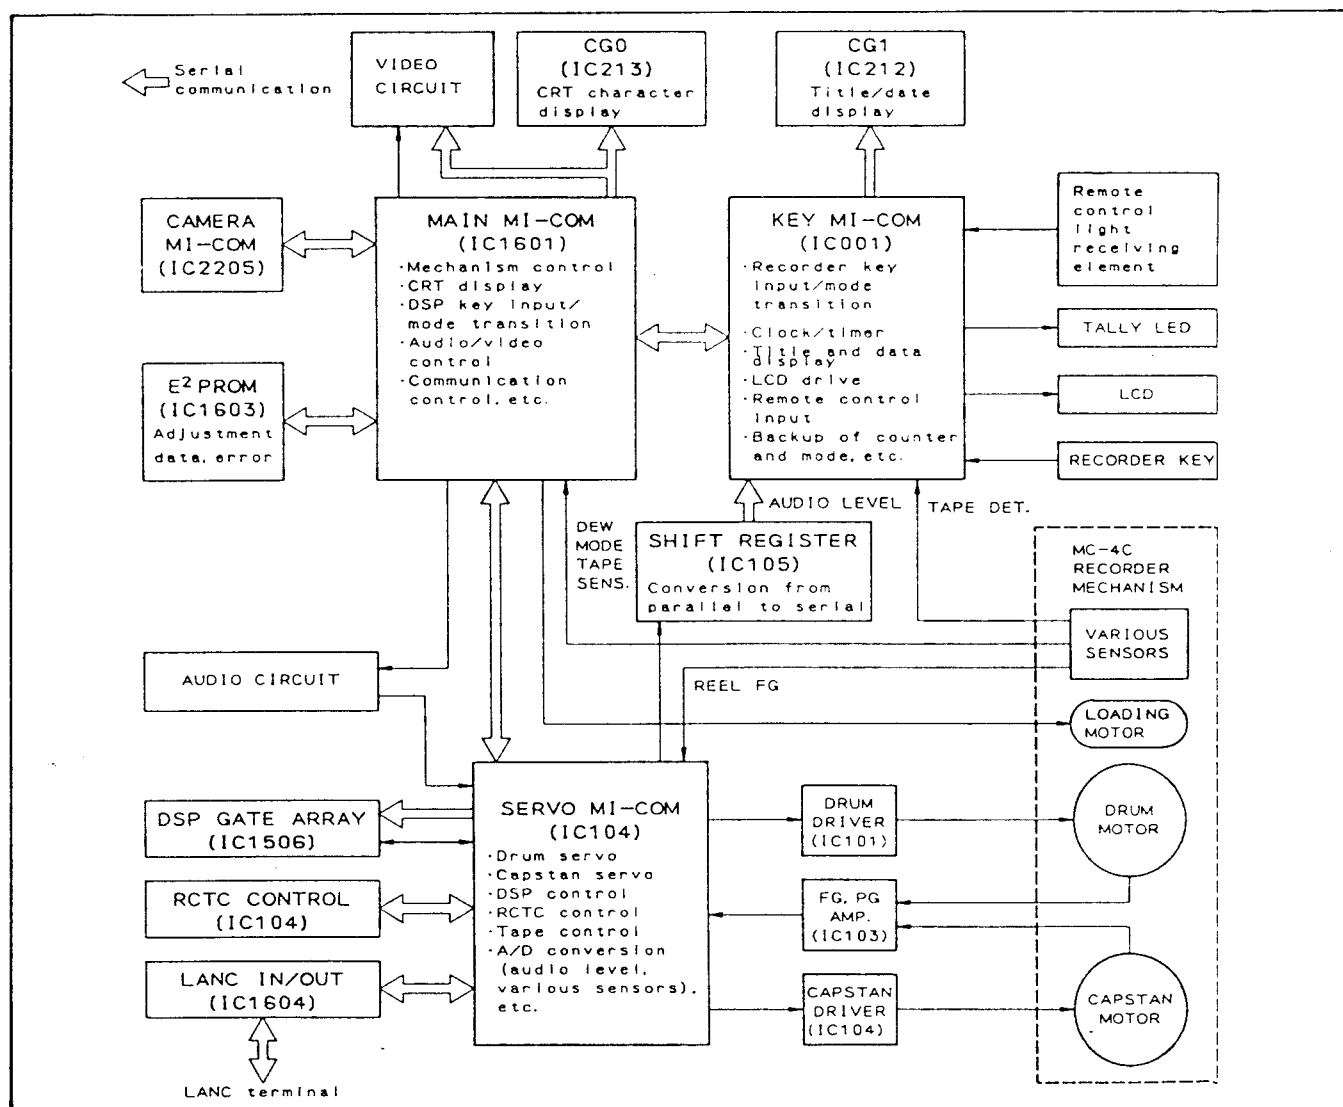 Serial
communication
VIDEO
CIRCUIT
CG0
(IC213)
CRT character
display
CG1
(IC212)
Title/date
display
CAMERA
MI-COM
(IC2205)
MAIN MI-COM
(IC1601)
·Mechanism control
·CRT display
·DSP key input/
mode transition
·Audio/video
control
·Communication
control, etc.
KEY MI-COM
(IC001)
·Recorder key
input/mode
transition
·Clock/timer
·Title and data
display
·LCD drive
·Remote control
input
·Backup of counter
and mode, etc.
Remote
control
light
receiving
element
TALLY LED
LCD
RECORDER KEY
E² PROM
(IC1603)
Adjustment
data, error
AUDIO LEVEL
TAPE DET.
DEW
MODE
TAPE
SENS.
SHIFT REGISTER
(IC105)
Conversion from
parallel to serial
MC-4C
RECORDER
MECHANISM
VARIOUS
SENSORS
AUDIO CIRCUIT
REEL FG
LOADING
MOTOR
DSP GATE ARRAY
(IC1506)
SERVO MI-COM
(IC104)
·Drum servo
·Capstan servo
·DSP control
·RCTC control
·Tape control
·A/D conversion
(audio level,
various sensors),
etc.
DRUM
DRIVER
(IC101)
DRUM
MOTOR
RCTC CONTROL
(IC104)
FG, PG
AMP.
(IC103)
LANC IN/OUT
(IC1604)
CAPSTAN
DRIVER
(IC104)
CAPSTAN
MOTOR
LANC terminal